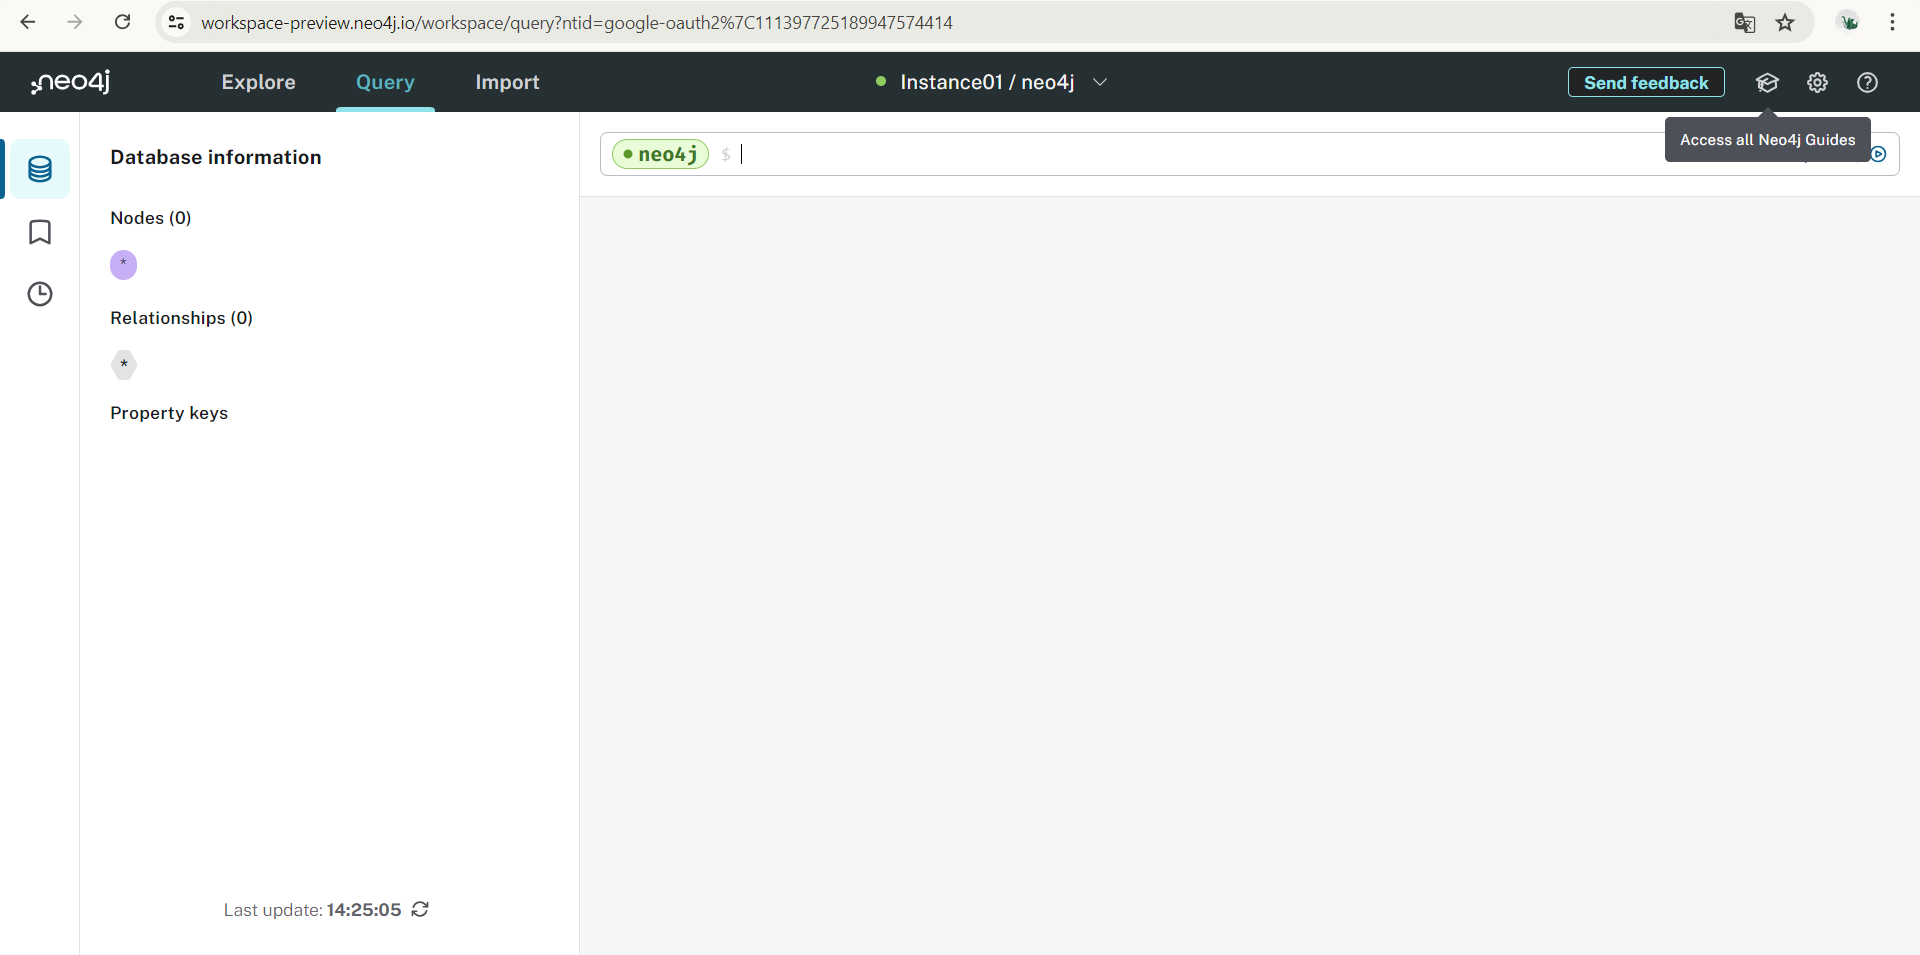 workspace-preview.neo4j.io/workspace/query?ntid=google-oauth2%7C111397725189947574414
neo4j Explore Query Import Instance01 / neo4j Send feedback
Access all Neo4j Guides
Database information
neo4j $
Nodes (0)
*
Relationships (0)
*
Property keys
Last update: 14:25:05